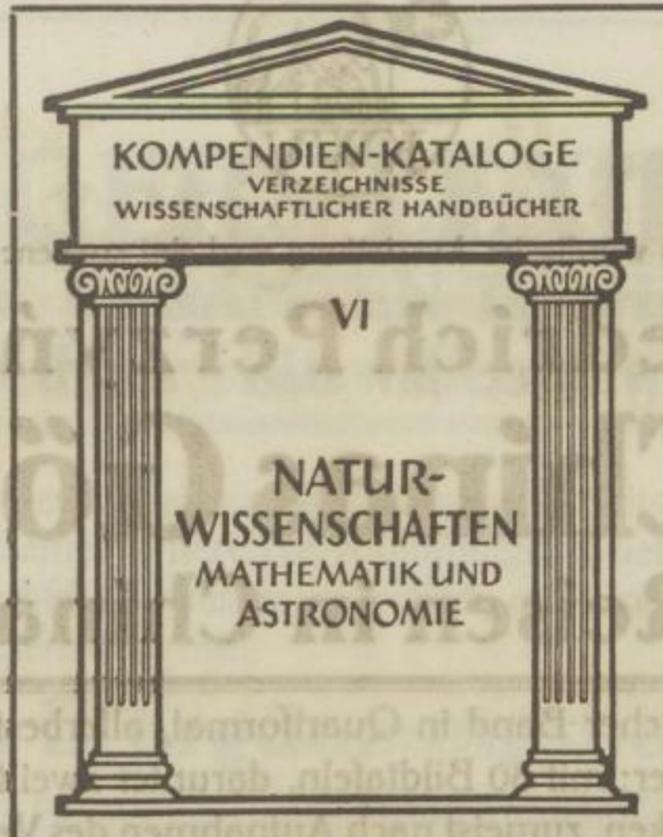 KOMPENDIEN-KATALOGE
VERZEICHNISSE
WISSENSCHAFTLICHER HANDBÜCHER
VI
NATUR-
WISSENSCHAFTEN
MATHEMATIK UND
ASTRONOMIE